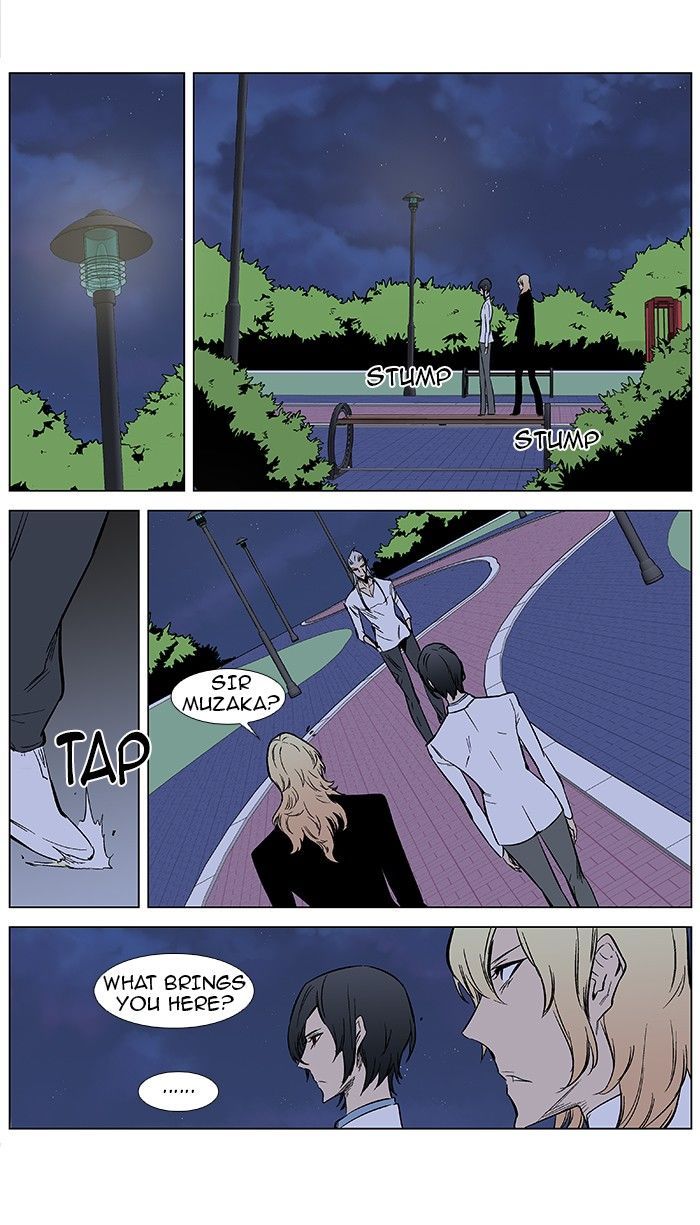 STUMP
STUMP
TAP
SIR
MUZAKA?
WHAT BRINGS
YOU HERE?
......